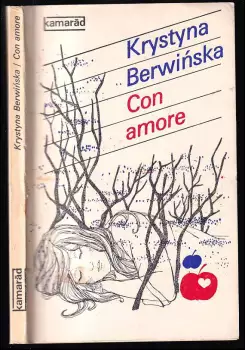 kamarád
Krystyna
Berwińska
Con
amore
Krystyna Berwińska / Con amore
kamarád